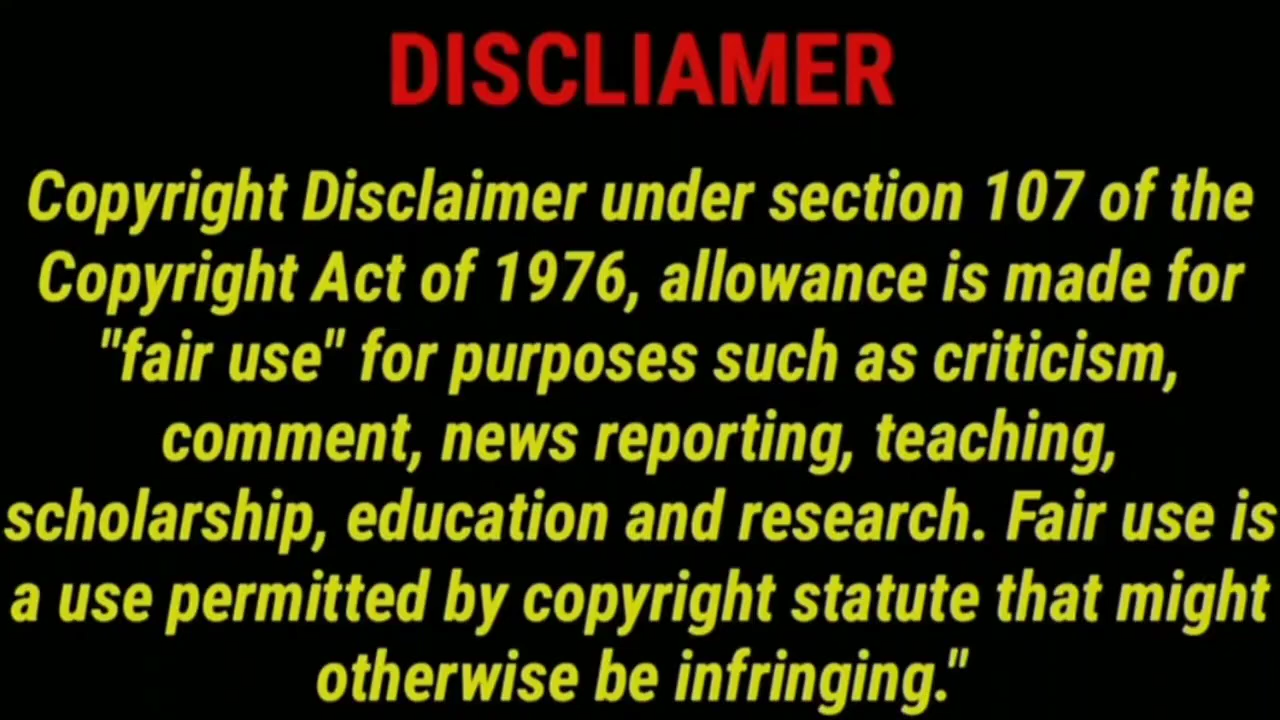 DISCLIAMER
Copyright Disclaimer under section 107 of the
Copyright Act of 1976, allowance is made for
"fair use" for purposes such as criticism,
comment, news reporting, teaching,
scholarship, education and research. Fair use is
a use permitted by copyright statute that might
otherwise be infringing."